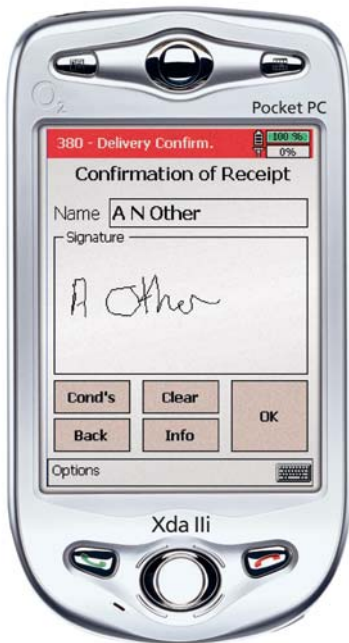 O2
Pocket PC
380 - Delivery Confirm.
100 %
0%
Confirmation of Receipt
Name A N Other
Signature
A Other
Cond's Clear
OK
Back Info
Options
Xda IIi